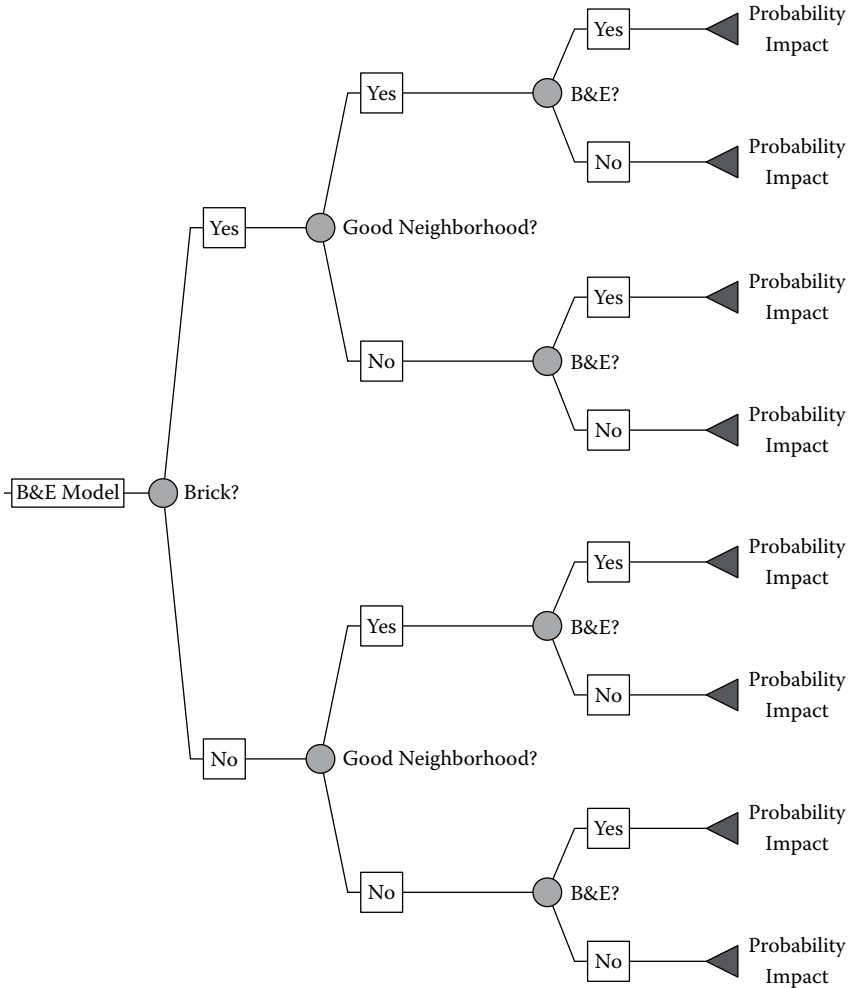 Probability
Impact
Yes
B&E?
Yes
No
Probability
Impact
Yes
Good Neighborhood?
Probability
Impact
Yes
No
B&E?
No
Probability
Impact
B&E Model
Brick?
Probability
Impact
Yes
Yes
B&E?
No
Probability
Impact
No
Good Neighborhood?
Probability
Impact
Yes
No
B&E?
No
Probability
Impact